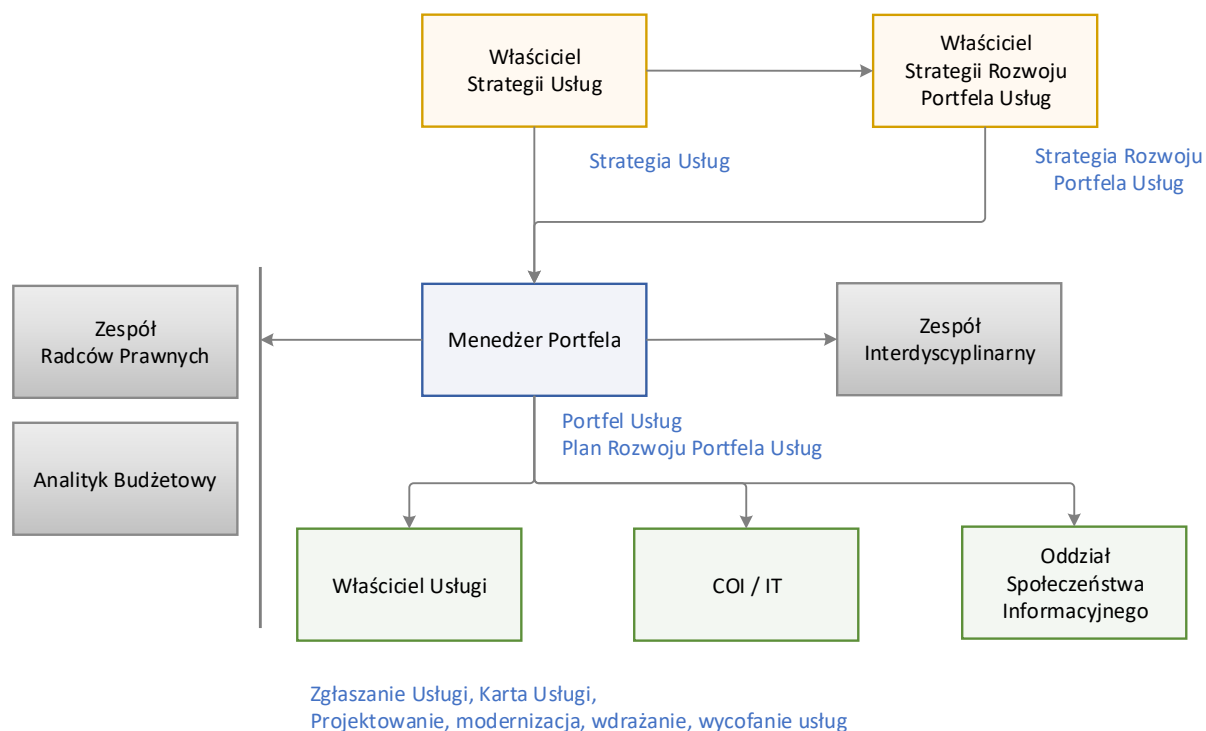 Właściciel
Strategii Usług
Właściciel
Strategii Rozwoju
Portfela Usług
Strategia Usług
Strategia Rozwoju
Portfela Usług
Zespół
Radców Prawnych
Menedżer Portfela
Zespół
Interdyscyplinarny
Portfel Usług
Plan Rozwoju Portfela Usług
Analityk Budżetowy
Właściciel Usługi
COI / IT
Oddział
Społeczeństwa
Informacyjnego
Zgłaszanie Usługi, Karta Usługi,
Projektowanie, modernizacja, wdrażanie, wycofanie usług